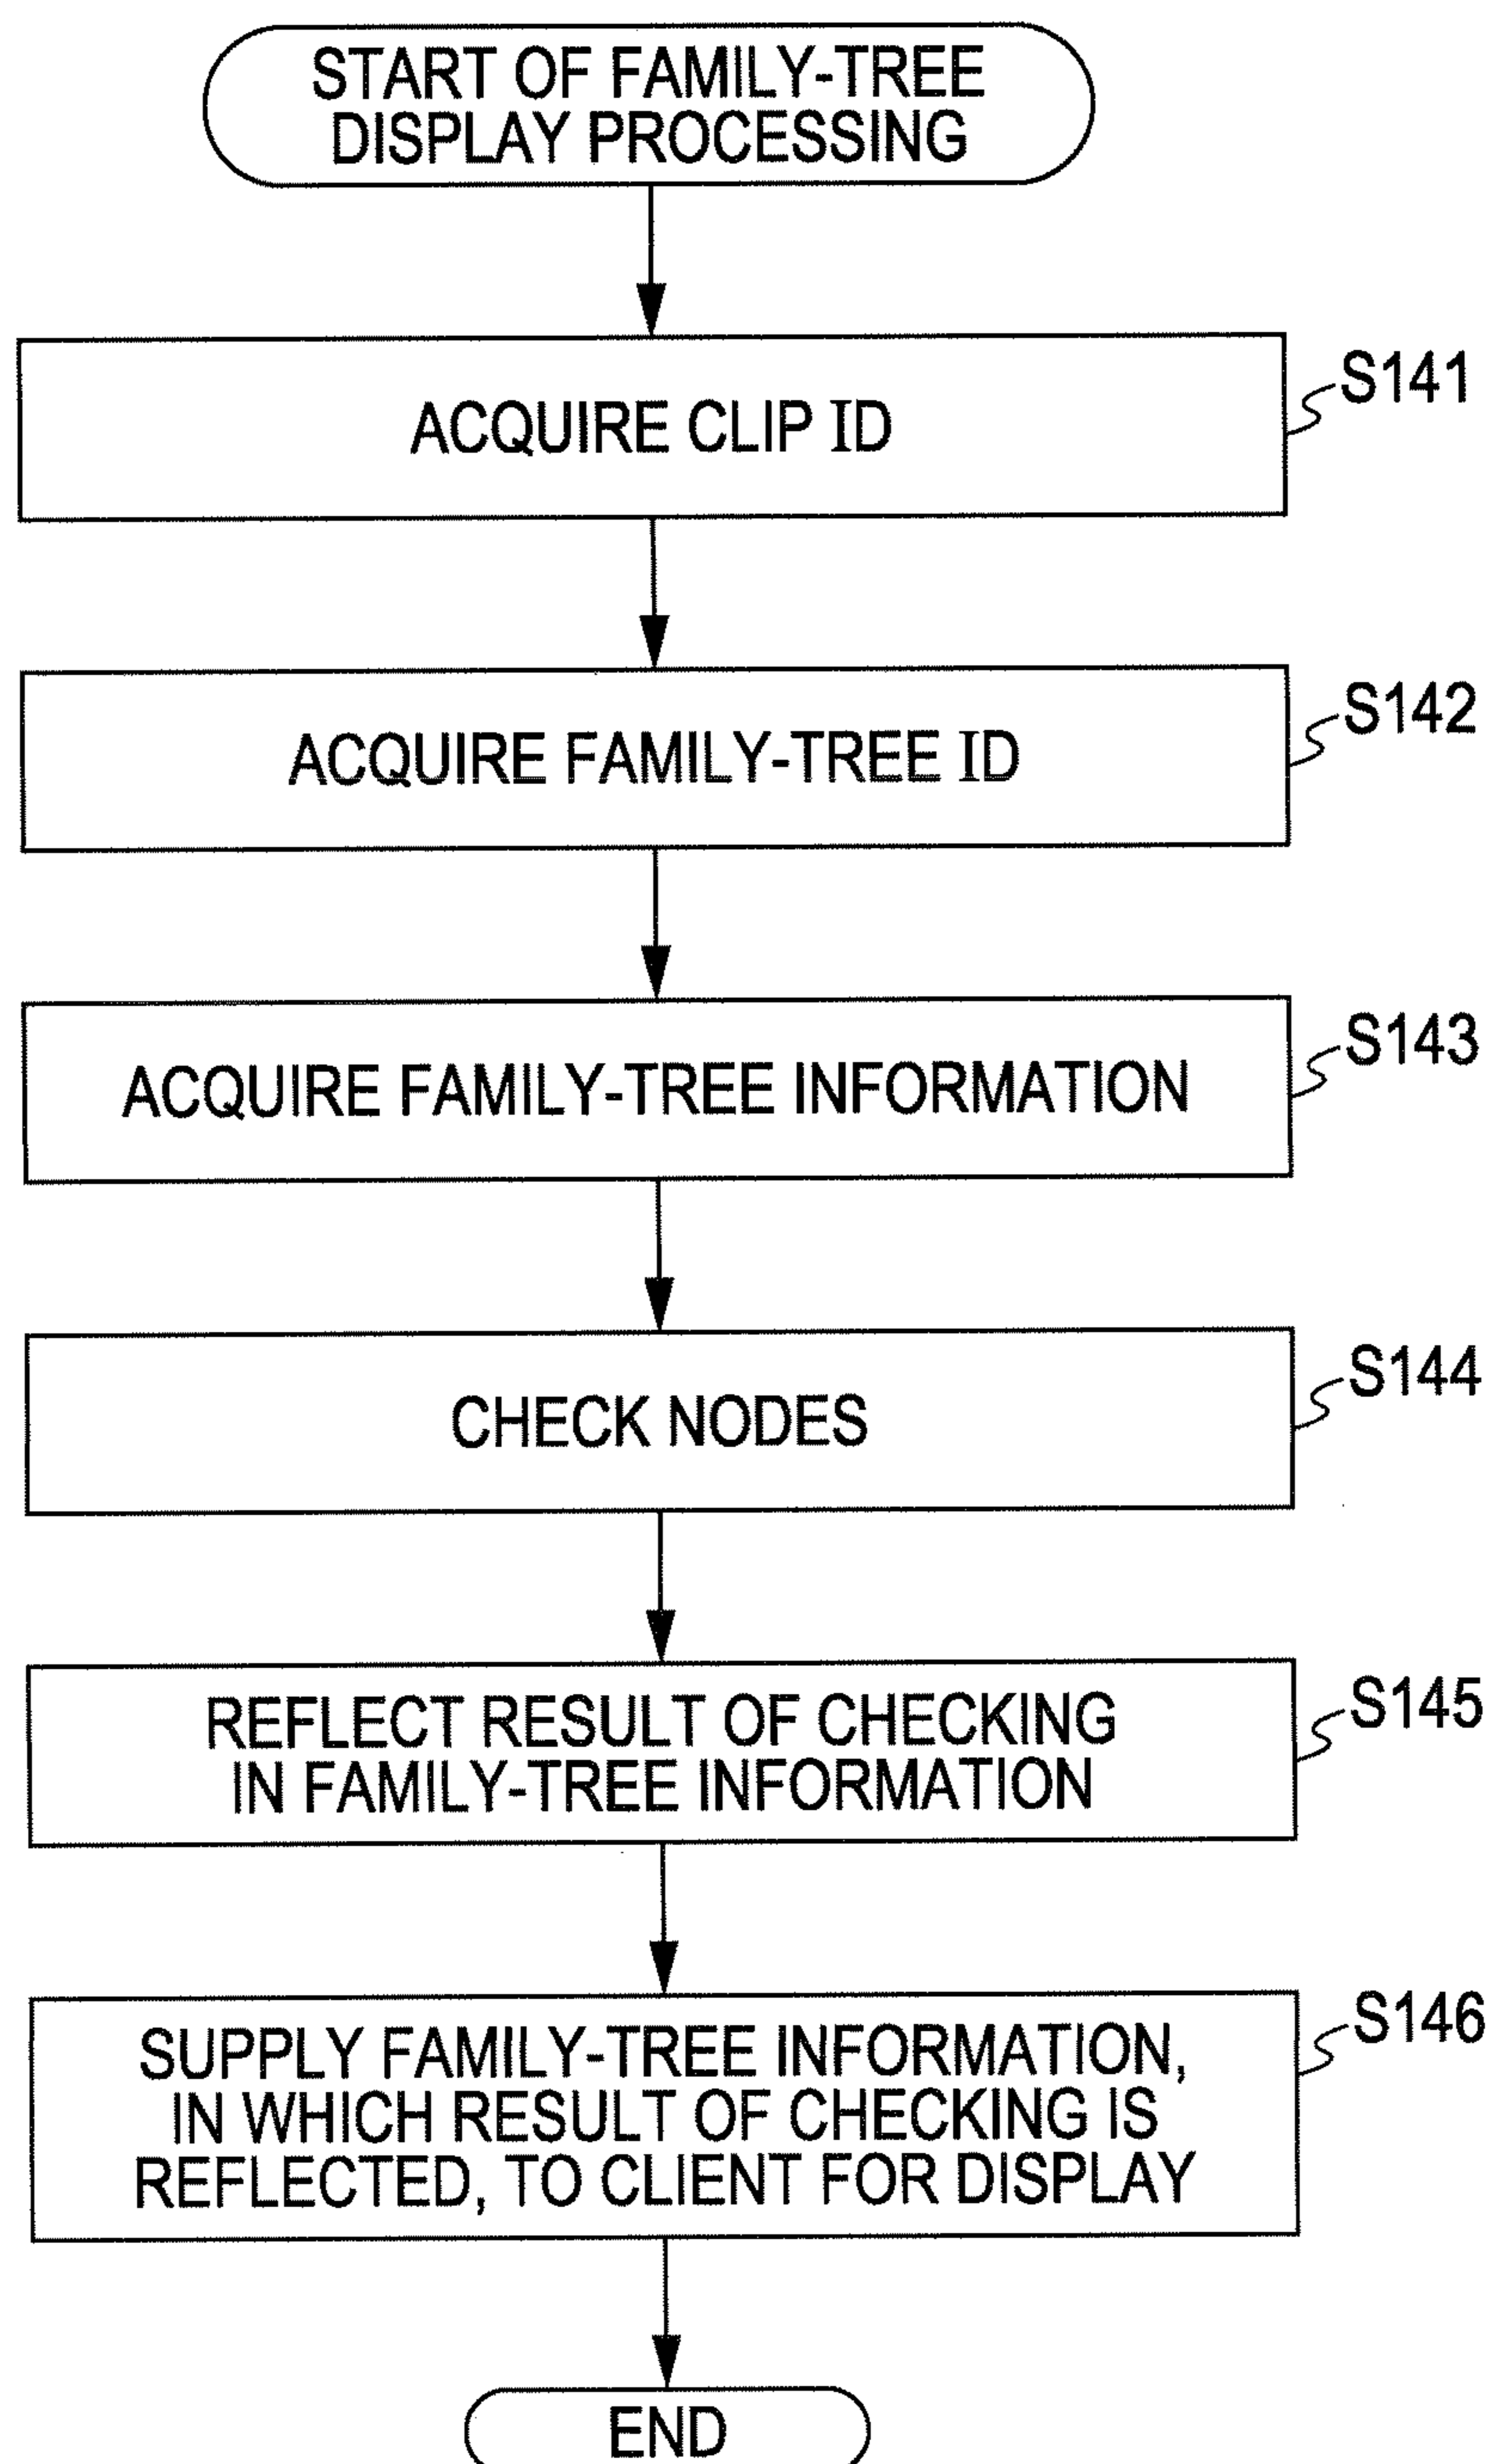 START OF FAMILY-TREE
DISPLAY PROCESSING
ACQUIRE CLIP ID
S141
ACQUIRE FAMILY-TREE ID
S142
ACQUIRE FAMILY-TREE INFORMATION
S143
CHECK NODES
S144
REFLECT RESULT OF CHECKING
IN FAMILY-TREE INFORMATION
S145
SUPPLY FAMILY-TREE INFORMATION,
IN WHICH RESULT OF CHECKING IS
REFLECTED, TO CLIENT FOR DISPLAY
S146
END